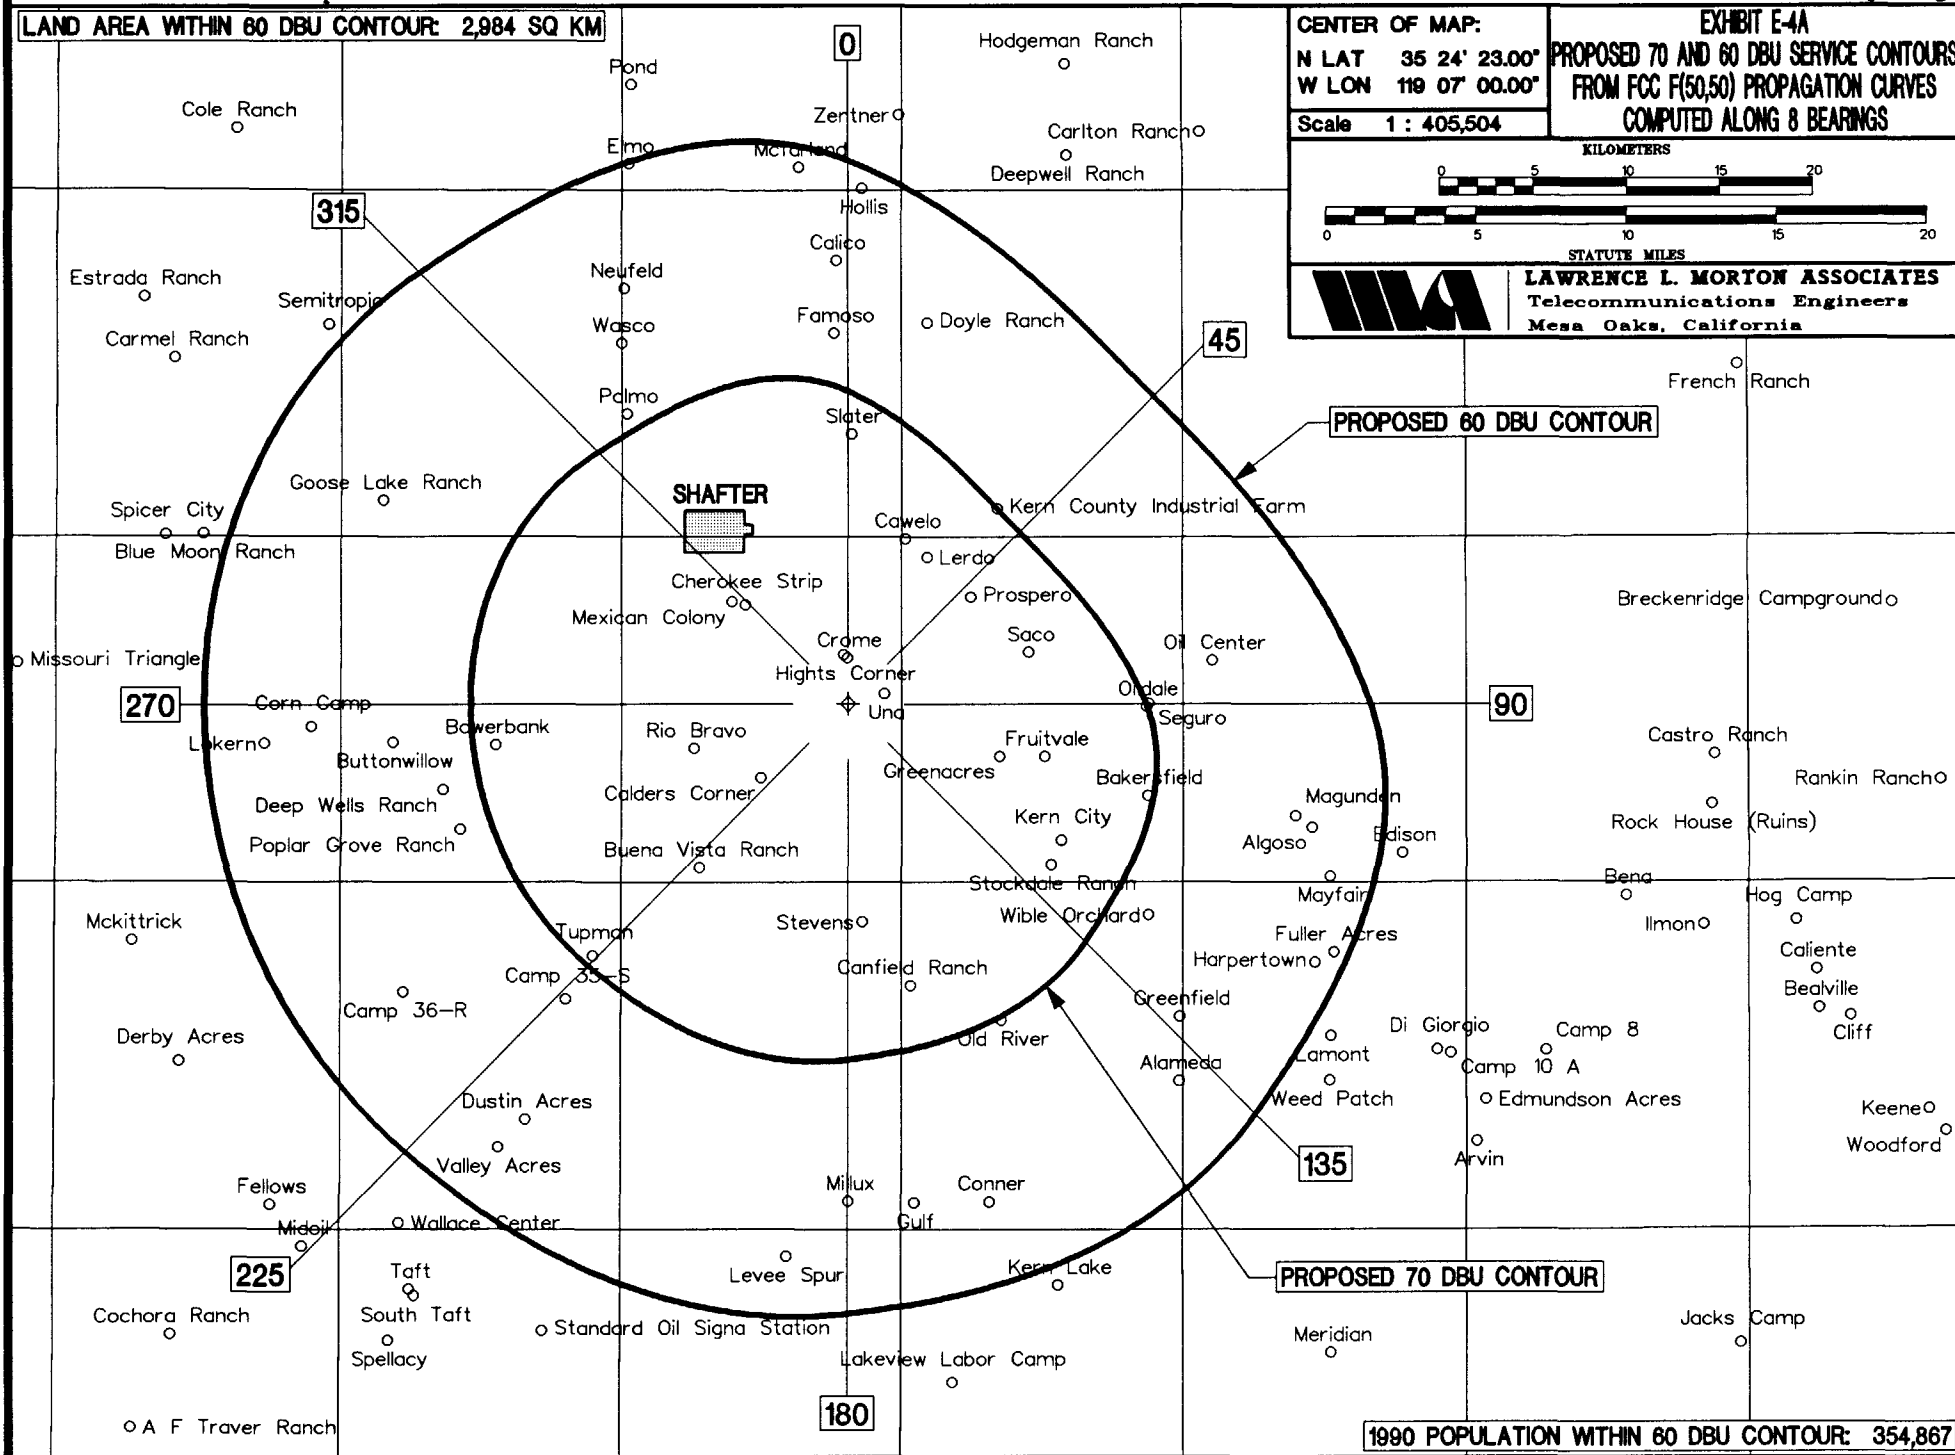 LAND AREA WITHIN 60 DBU CONTOUR: 2,984 SQ KM
CENTER OF MAP:
N LAT 35 24' 23.00"
W LON 119 07' 00.00"
Scale 1 : 405,504
EXHIBIT E-4A
PROPOSED 70 AND 60 DBU SERVICE CONTOURS
FROM FCC F(50,50) PROPAGATION CURVES
COMPUTED ALONG 8 BEARINGS
KILOMETERS
0 5 10 15 20
0 5 10 15 20
STATUTE MILES
LAWRENCE L. MORTON ASSOCIATES
Telecommunications Engineers
Mesa Oaks, California
0
Hodgeman Ranch
Pond
Cole Ranch
Zentner
Carlton Ranch
Elmo
McFarland
Deepwell Ranch
Hollis
315
Calico
Neufeld
Estrada Ranch
Semitropic
Wasco
Famoso
Doyle Ranch
Carmel Ranch
45
French Ranch
Palmo
Slater
PROPOSED 60 DBU CONTOUR
Goose Lake Ranch
SHAFTER
Kern County Industrial Farm
Spicer City
Cawelo
Blue Moon Ranch
Lerdo
Cherokee Strip
Prospero
Breckenridge Campground
Mexican Colony
Crome
Saco
Oil Center
Missouri Triangle
Hights Corner
270
Corn Camp
Una
Oildale
Seguro
90
Lokern
Bowerbank
Rio Bravo
Fruitvale
Castro Ranch
Buttonwillow
Greenacres
Bakersfield
Rankin Ranch
Deep Wells Ranch
Calders Corner
Magunden
Kern City
Rock House (Ruins)
Poplar Grove Ranch
Buena Vista Ranch
Algoso
Edison
Stockdale Ranch
Mayfair
Bena
Hog Camp
Mckittrick
Tupman
Stevens
Wible Orchard
Ilmon
Fuller Acres
Caliente
Camp 35-S
Canfield Ranch
Harpertown
Bealville
Camp 36-R
Greenfield
Cliff
Derby Acres
Old River
Di Giorgio
Camp 8
Lamont
Alameda
Camp 10 A
Dustin Acres
Weed Patch
Edmundson Acres
Keene
Valley Acres
135
Arvin
Woodford
Fellows
Millux
Conner
Midoil
Wallace Center
Gulf
225
Taft
Levee Spur
Kern Lake
PROPOSED 70 DBU CONTOUR
Cochora Ranch
South Taft
Standard Oil Signa Station
Meridian
Jacks Camp
Spellacy
Lakeview Labor Camp
180
A F Traver Ranch
1990 POPULATION WITHIN 60 DBU CONTOUR: 354,867